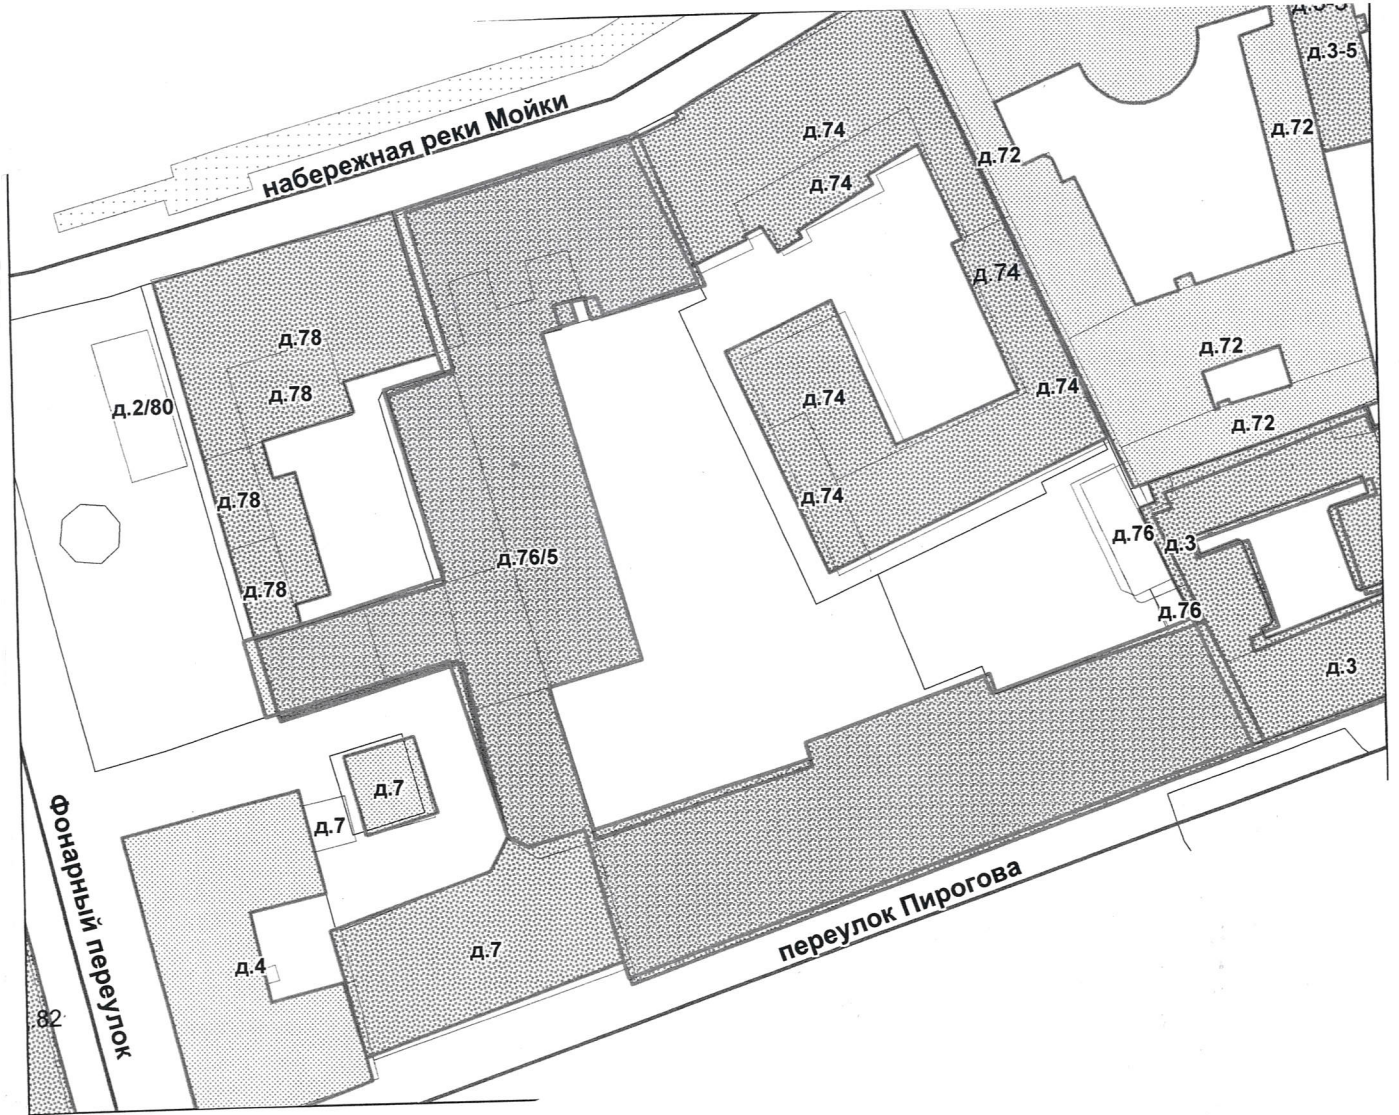 д.3-5
д.3-5
набережная реки Мойки
д.74
д.72
д.72
д.74
д.74
д.78
д.72
д.78
д.74
д.74
д.2/80
д.72
д.78
д.74
д.76
д.3
д.76/5
д.78
д.76
д.3
д.7
д.7
Фонарный переулок
переулок Пирогова
д.7
д.4
.82